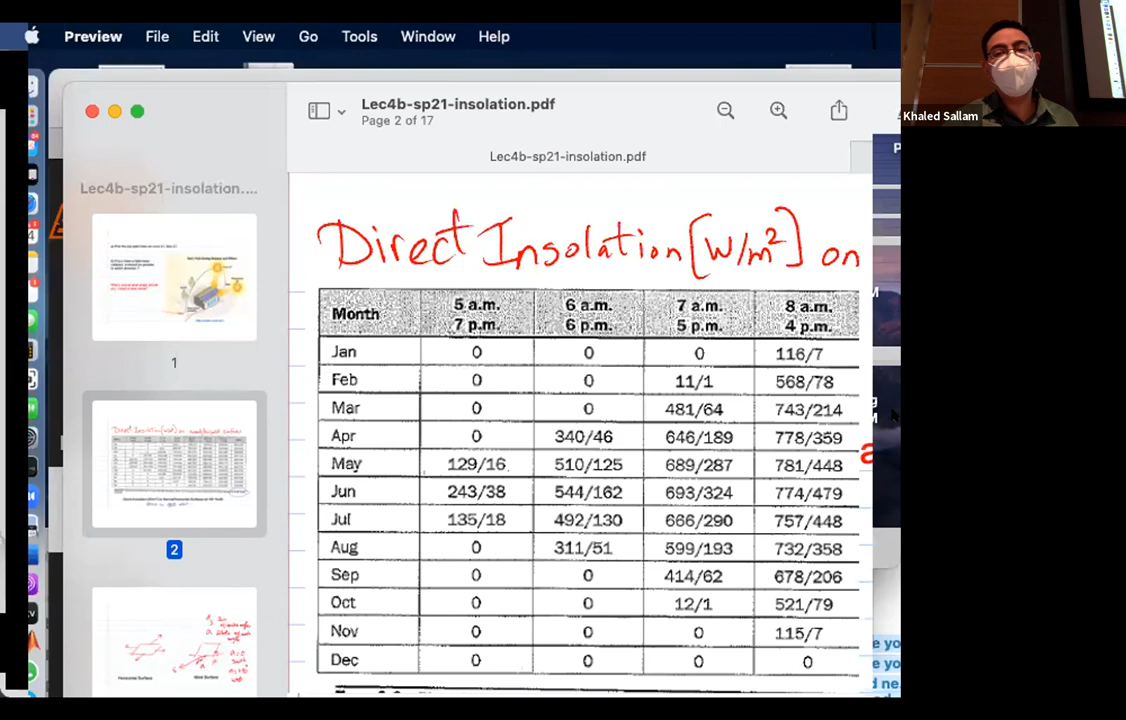 Preview File Edit View Go Tools Window Help
Lec4b-sp21-insolation.pdf
Page 2 of 17
Lec4b-sp21-insolation.pdf
Lec4b-sp21-insolation....
1
2
Direct Insolation [W/m²] on
Month 5 a.m. 6 a.m. 7 a.m. 8 a.m.
7 p.m. 6 p.m. 5 p.m. 4 p.m.
Jan 0 0 0 116/7
Feb 0 0 11/1 568/78
Mar 0 0 481/64 743/214
Apr 0 340/46 646/189 778/359
May 129/16 510/125 689/287 781/448
Jun 243/38 544/162 693/324 774/479
Jul 135/18 492/130 666/290 757/448
Aug 0 311/51 599/193 732/358
Sep 0 0 414/62 678/206
Oct 0 0 12/1 521/79
Nov 0 0 0 115/7
Dec 0 0 0 0
Khaled Sallam